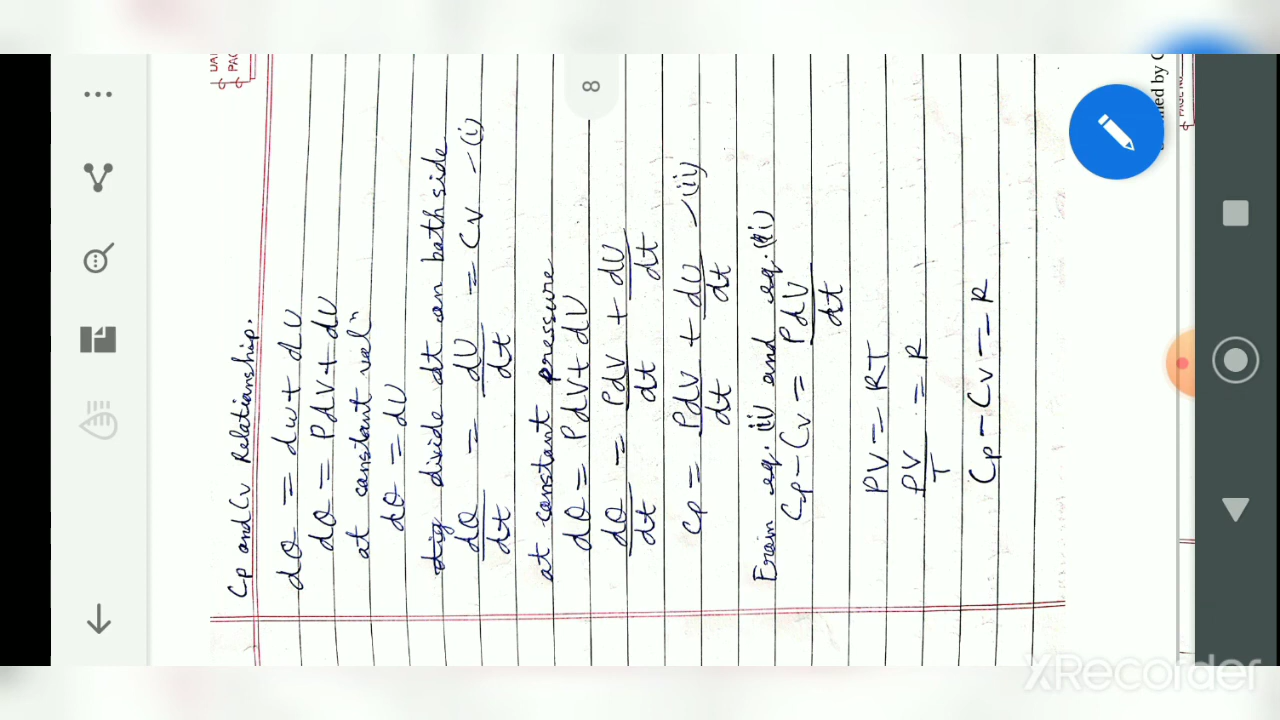 Cp and Cv Relationship.
dQ = dw + dU
dQ = PdV + dU
at constant volⁿ
dQ = dU
divide dt on both side
dQ/dt = dU/dt = Cv - (i)
at constant pressure
dQ = PdV + dU
dQ/dt = PdV/dt + dU/dt
Cp = PdV/dt + dU/dt - (ii)
From eq. (i) and eq. (ii)
Cp - Cv = PdV/dt
PV = RT
PV/T = R
Cp - Cv = R
8
XRecorder